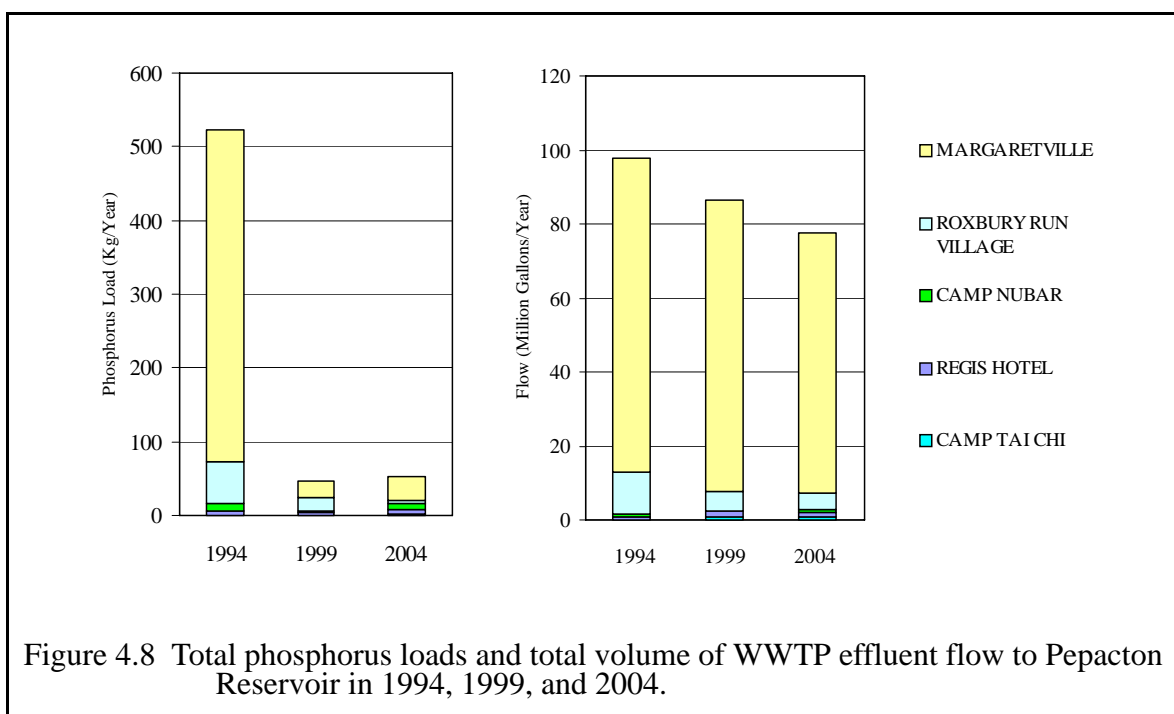 600
500
400
300
200
100
0
Phosphorus Load (Kg/Year)
1994 1999 2004
120
100
80
60
40
20
0
Flow (Million Gallons/Year)
1994 1999 2004
MARGARETVILLE
ROXBURY RUN
VILLAGE
CAMP NUBAR
REGIS HOTEL
CAMP TAI CHI
Figure 4.8 Total phosphorus loads and total volume of WWTP effluent flow to Pepacton
Reservoir in 1994, 1999, and 2004.